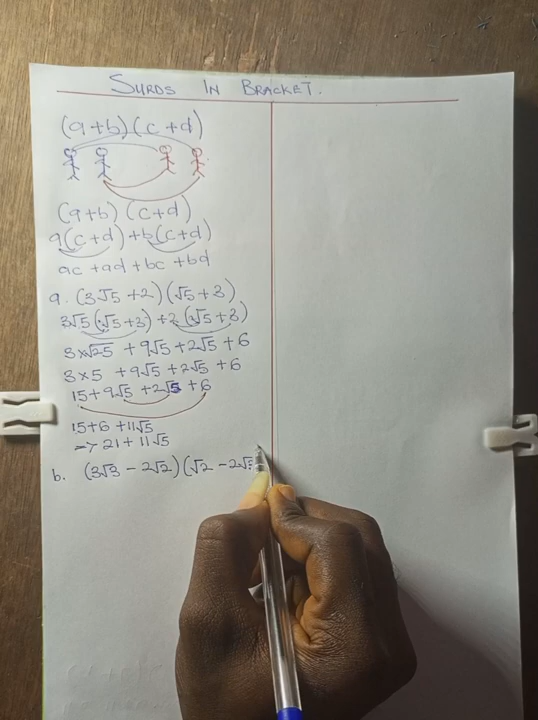 SURDS IN BRACKET.
(a+b)(c+d)
(a+b)(c+d)
a(c+d)+b(c+d)
ac +ad +bc +bd
a. (3√5 +2)(√5+3)
3√5(√5+3)+2(√5+3)
3×√25 +9√5+2√5 +6
3×5 +9√5+2√5 +6
15+9√5 +2√5 +6
15+6 +11√5
=> 21+11√5
b. (3√3 - 2√2)(√2 -2√